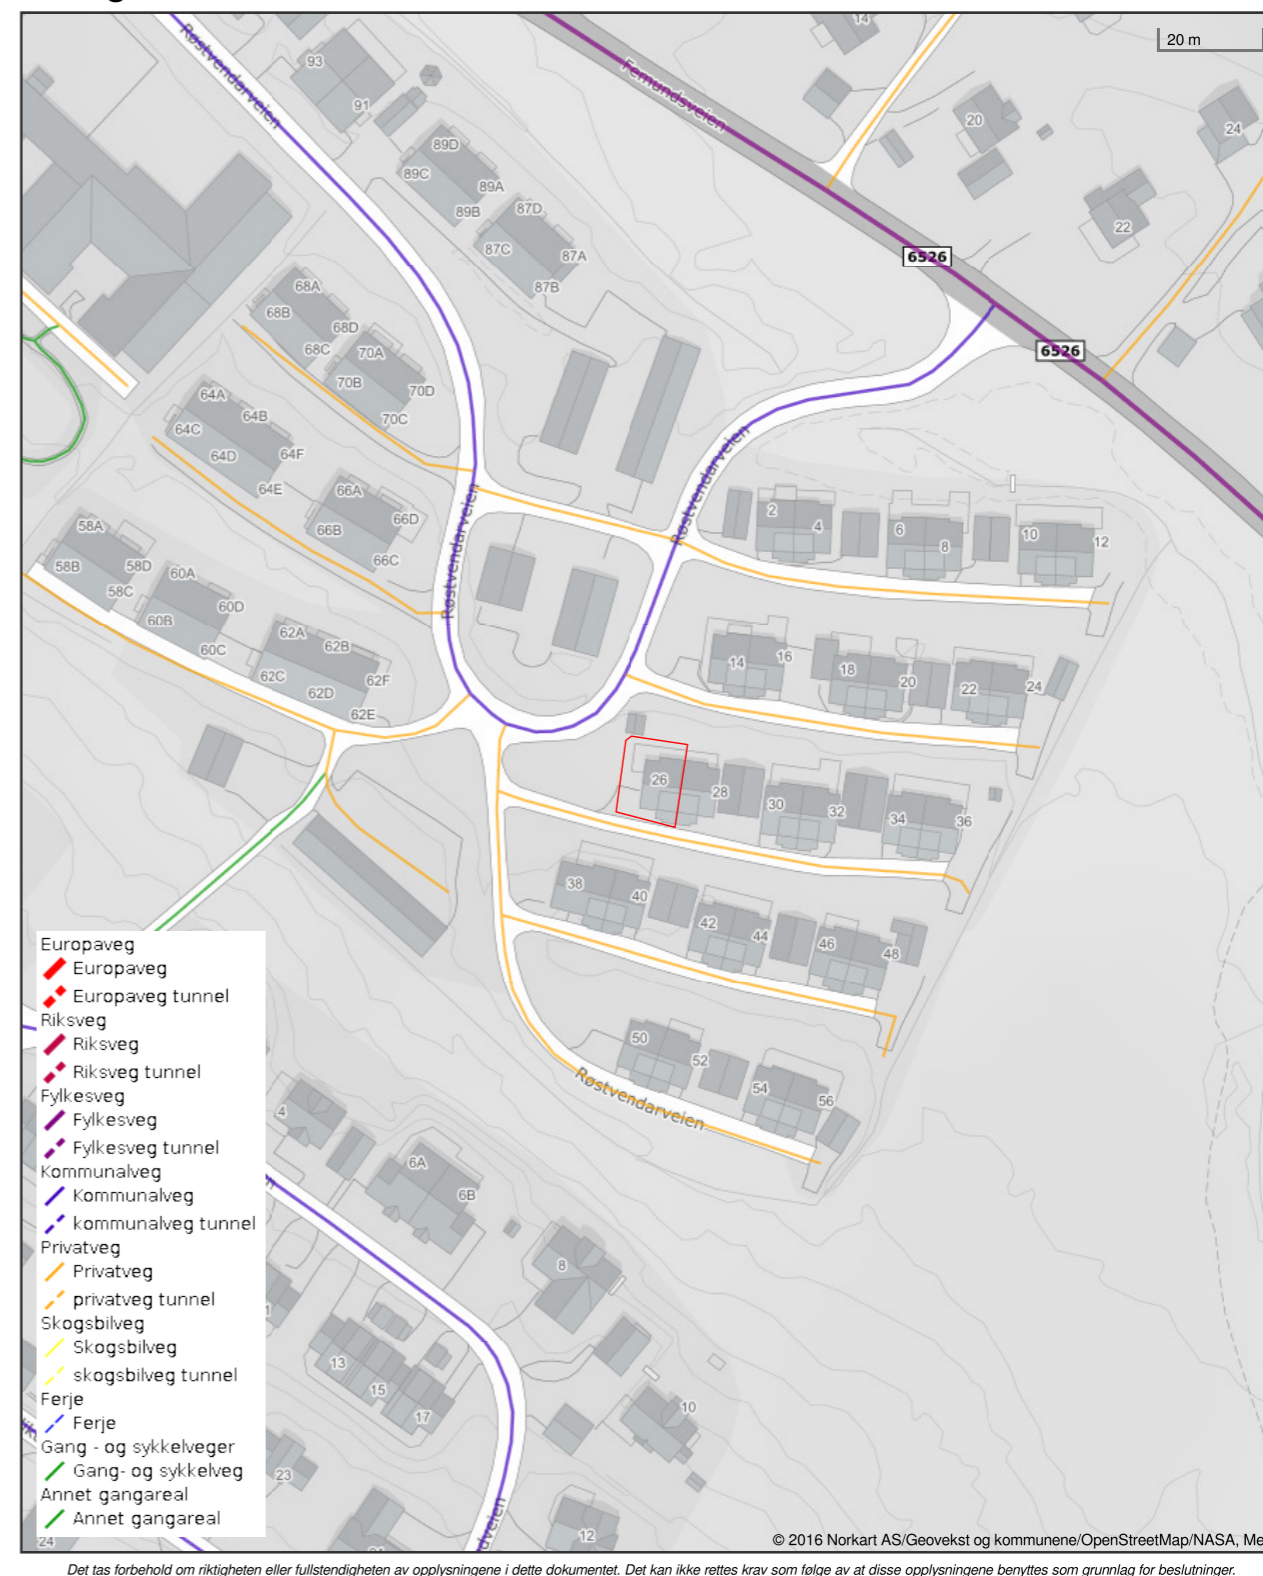 20 m
14
Femundsveien
Røstvendarveien
93
91
20
24
22
89D
89C
89A
89B
87D
87C
87A
87B
6526
6526
68A
68B
68D
68C
70A
70B
70D
70C
64A
64B
64C
64D
64F
64E
66A
66B
66D
66C
Røstvendarveien
Røstvendarveien
2
4
6
8
10
12
58A
58B
58D
58C
60A
60B
60D
60C
62A
62B
62C
62D
62F
62E
14
16
18
20
22
24
26
28
30
32
34
36
38
40
42
44
46
48
50
52
54
56
Røstvendarveien
Europaveg
Europaveg
Europaveg tunnel
Riksveg
Riksveg
Riksveg tunnel
Fylkesveg
Fylkesveg
Fylkesveg tunnel
Kommunalveg
Kommunalveg
kommunalveg tunnel
Privatveg
Privatveg
privatveg tunnel
Skogsbilveg
Skogsbilveg
skogsbilveg tunnel
Ferje
Ferje
Gang - og sykkelveger
Gang- og sykkelveg
Annet gangareal
Annet gangareal
4
6A
6B
8
13
15
17
10
23
12
24
© 2016 Norkart AS/Geovekst og kommunene/OpenStreetMap/NASA, Me
Det tas forbehold om riktigheten eller fullstendigheten av opplysningene i dette dokumentet. Det kan ikke rettes krav som følge av at disse opplysningene benyttes som grunnlag for beslutninger.